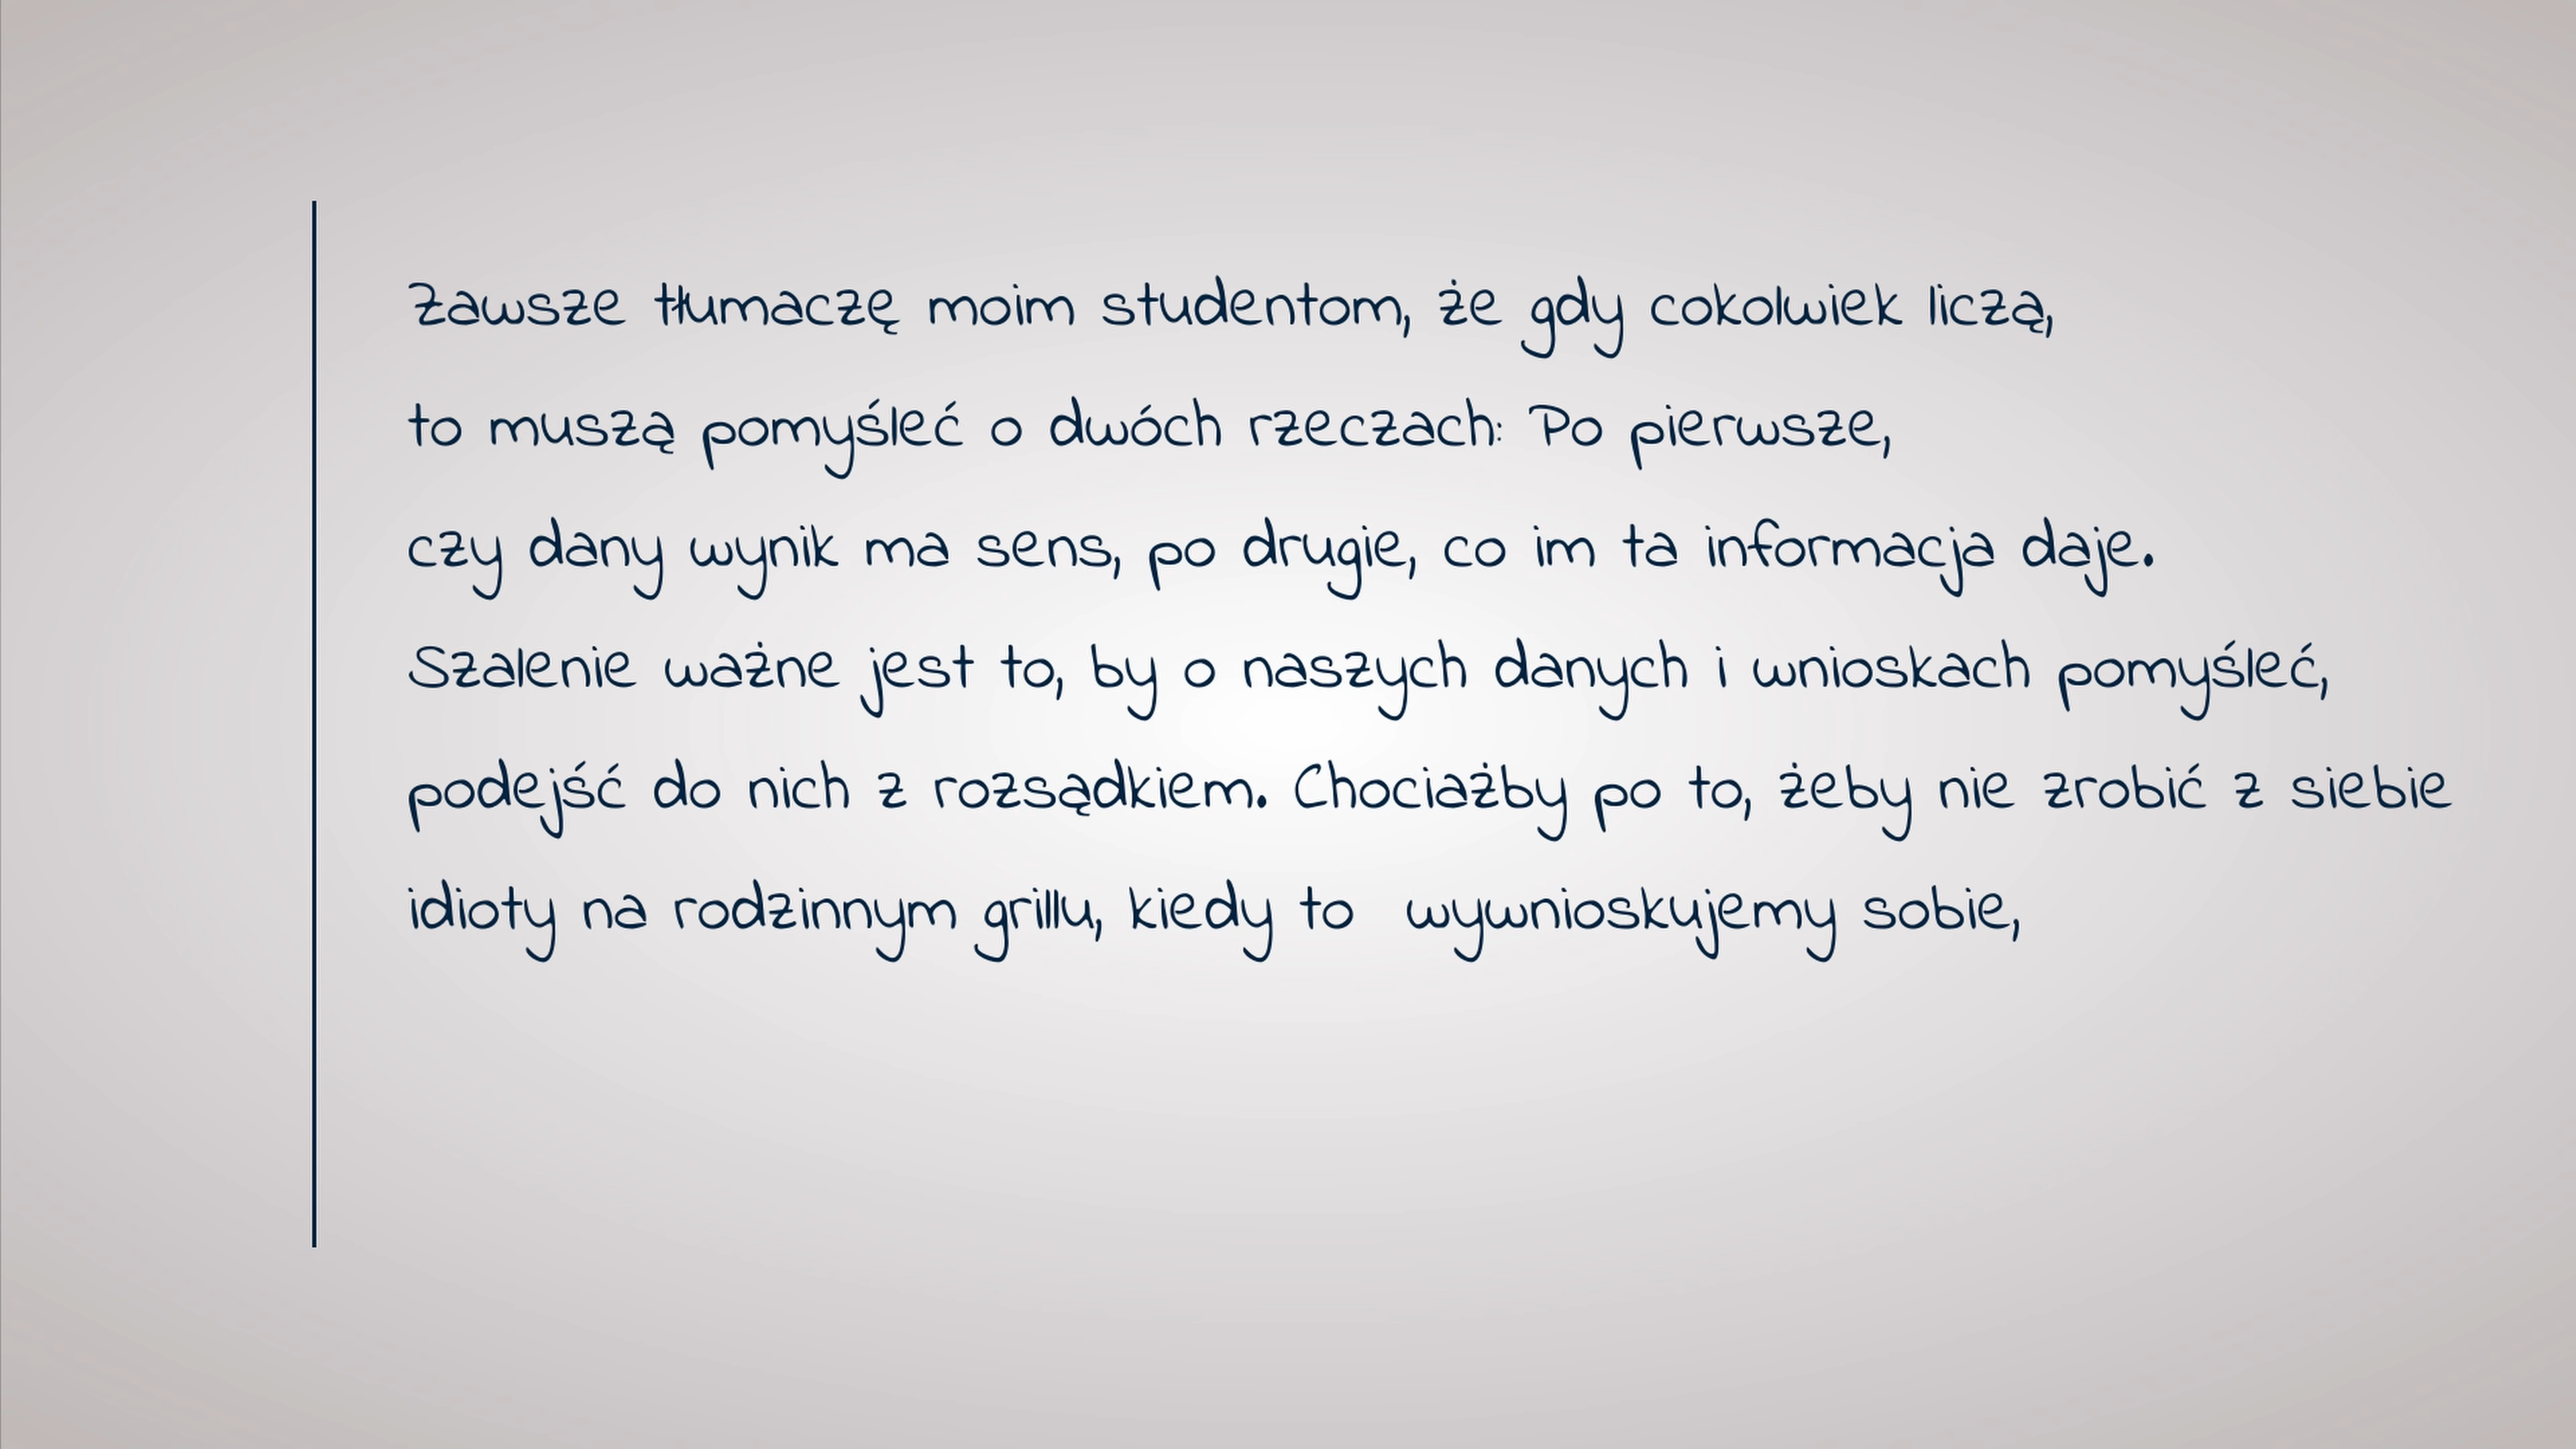 Zawsze tłumaczę moim studentom, że gdy cokolwiek liczą,
to muszą pomyśleć o dwóch rzeczach: Po pierwsze,
czy dany wynik ma sens, po drugie, co im ta informacja daje.
Szalenie ważne jest to, by o naszych danych i wnioskach pomyśleć,
podejść do nich z rozsądkiem. Chociażby po to, żeby nie zrobić z siebie
idioty na rodzinnym grillu, kiedy to  wywnioskujemy sobie,